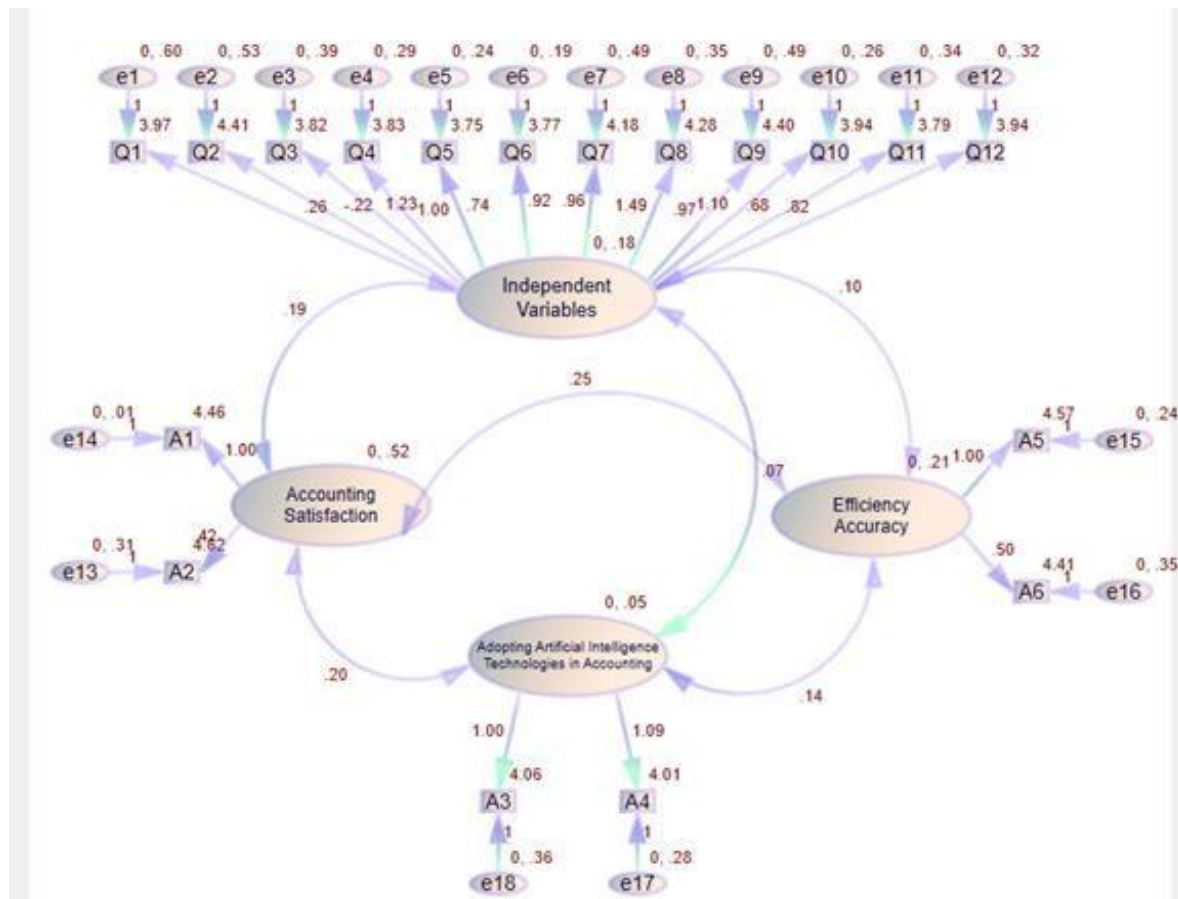 0, .60 0, .53 0, .39 0, .29 0, .24 0, .19 0, .49 0, .35 0, .49 0, .26 0, .34 0, .32
e1 e2 e3 e4 e5 e6 e7 e8 e9 e10 e11 e12
1 1 1 1 1 1 1 1 1 1 1 1
3.97 4.41 3.82 3.83 3.75 3.77 4.18 4.28 4.40 3.94 3.79 3.94
Q1 Q2 Q3 Q4 Q5 Q6 Q7 Q8 Q9 Q10 Q11 Q12
.26 -.22 1.23 1.00 .74 .92 .96 1.49 .97 1.10 .68 .82
0, .18
Independent
Variables
.19
.10
.25
0, .01
1
4.46
e14
A1
1.00
0, .52
Accounting
Satisfaction
.42
0, .31
1
4.62
e13
A2
.07
4.57
0, .24
A5
1
e15
0, .21
1.00
Efficiency
Accuracy
.50
4.41
0, .35
A6
1
e16
0, .05
Adopting Artificial Intelligence
Technologies in Accounting
.20
.14
1.00 1.09
4.06 4.01
A3 A4
1 1
0, .36 0, .28
e18 e17